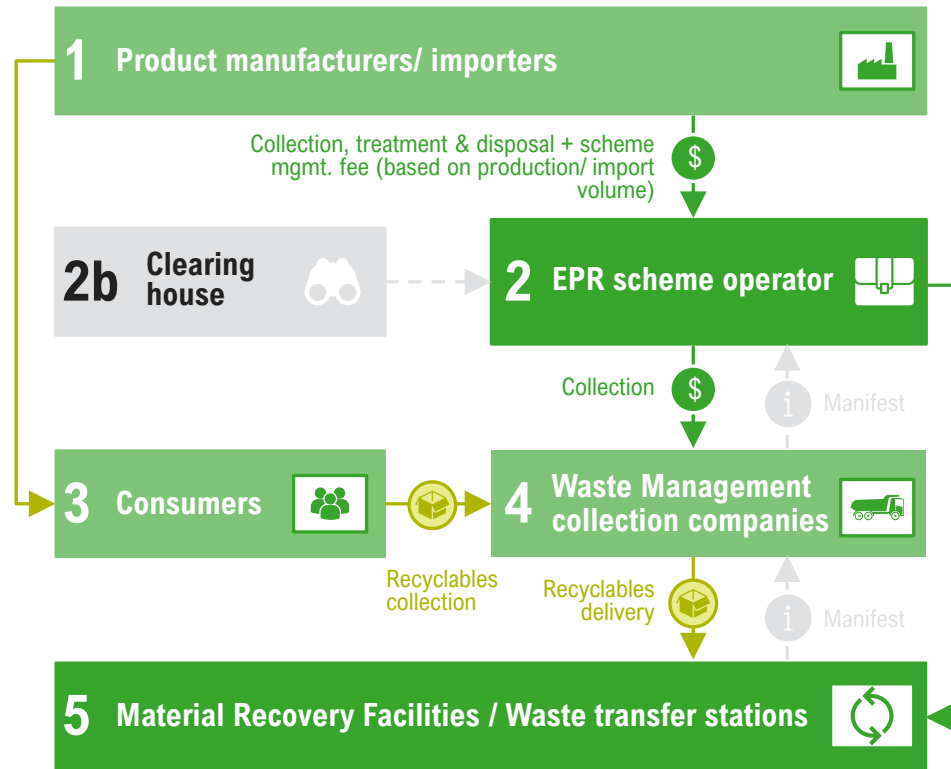 1 Product manufacturers/ importers
Collection, treatment & disposal + scheme
mgmt. fee (based on production/ import
volume)
$
2b Clearing
house
2 EPR scheme operator
Collection
$
i Manifest
3 Consumers
4 Waste Management
collection companies
Recyclables
collection
Recyclables
delivery
i Manifest
5 Material Recovery Facilities / Waste transfer stations